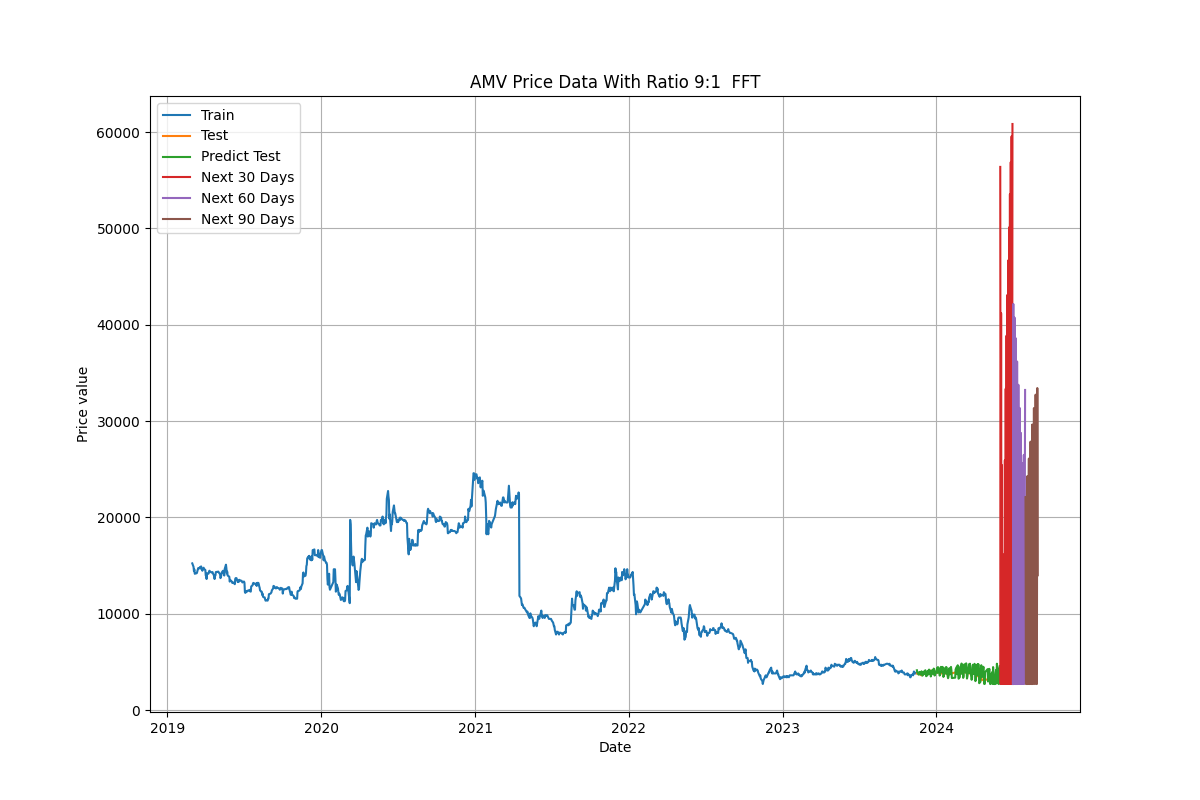 AMV Price Data With Ratio 9:1  FFT
Train
Test
Predict Test
Next 30 Days
Next 60 Days
Next 90 Days
60000
50000
40000
30000
20000
10000
0
Price value
2019 2020 2021 2022 2023 2024
Date